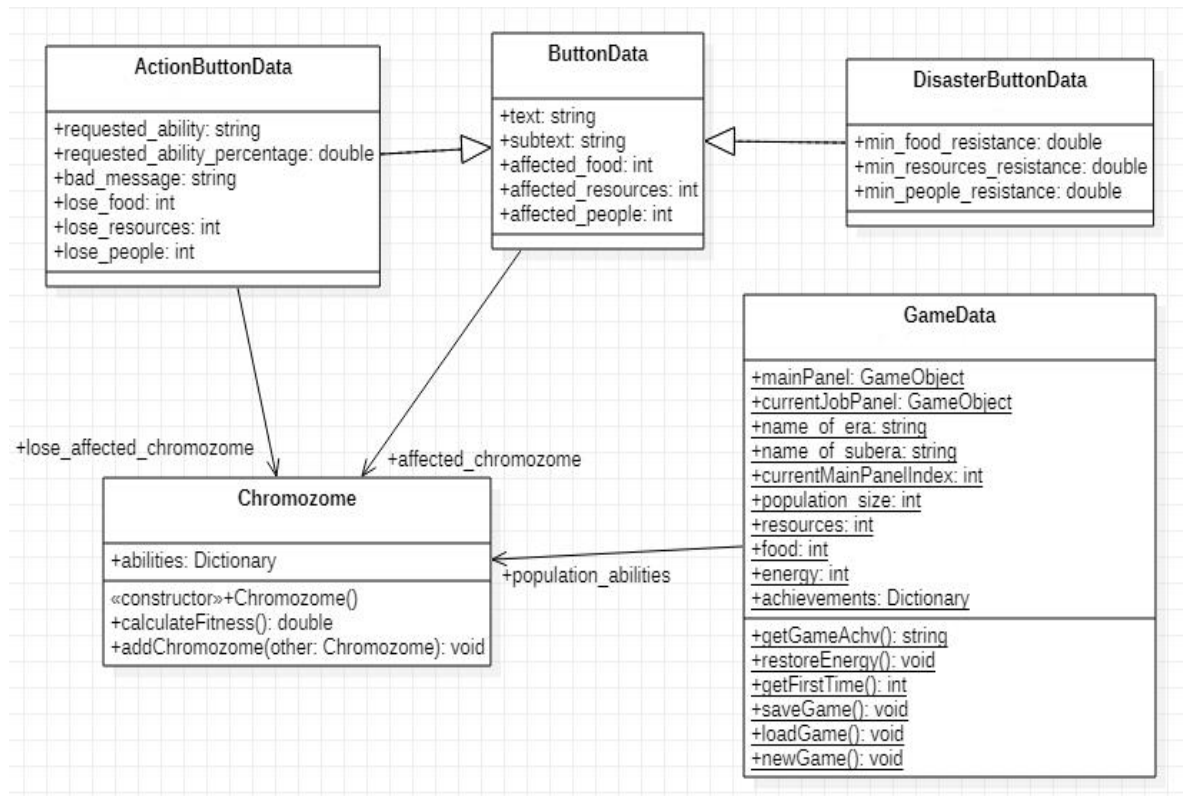 ActionButtonData
+requested_ability: string
+requested_ability_percentage: double
+bad_message: string
+lose_food: int
+lose_resources: int
+lose_people: int
ButtonData
+text: string
+subtext: string
+affected_food: int
+affected_resources: int
+affected_people: int
DisasterButtonData
+min_food_resistance: double
+min_resources_resistance: double
+min_people_resistance: double
+lose_affected_chromozome
+affected_chromozome
Chromozome
+abilities: Dictionary
«constructor»+Chromozome()
+calculateFitness(): double
+addChromozome(other: Chromozome): void
+population_abilities
GameData
+mainPanel: GameObject
+currentJobPanel: GameObject
+name_of_era: string
+name_of_subera: string
+currentMainPanelIndex: int
+population_size: int
+resources: int
+food: int
+energy: int
+achievements: Dictionary
+getGameAchv(): string
+restoreEnergy(): void
+getFirstTime(): int
+saveGame(): void
+loadGame(): void
+newGame(): void